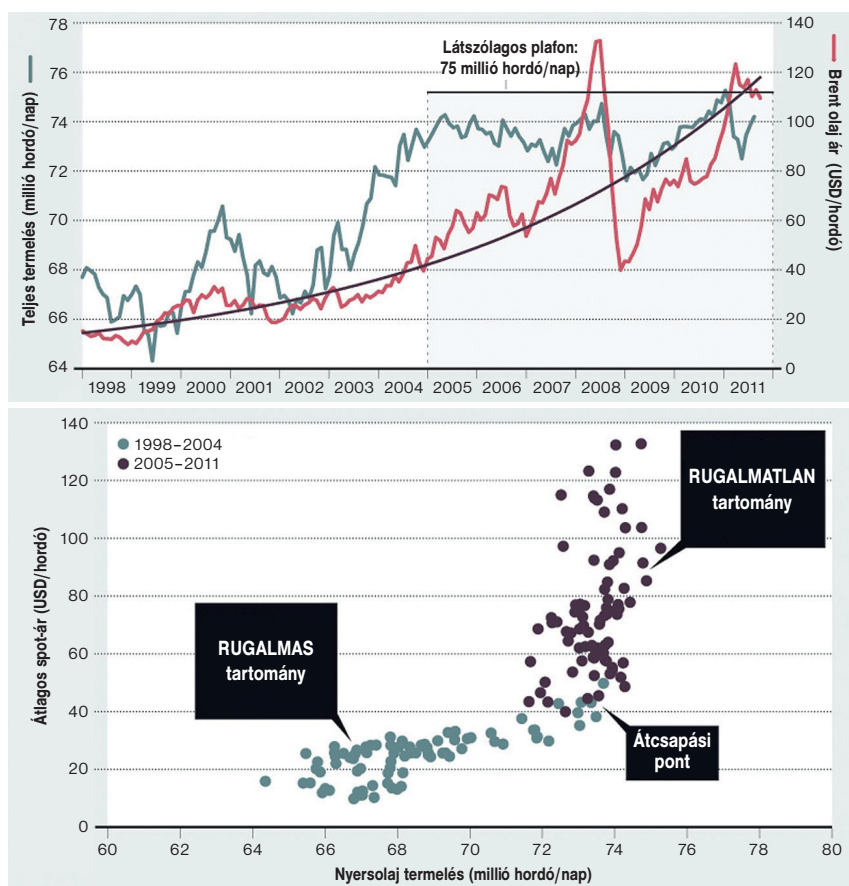 Teljes termelés (millió hordó/nap)
78
76
74
72
70
68
66
64
Látszólagos plafon:
75 millió hordó/nap)
140
120
100
80
60
40
20
0
Brent olaj ár (USD/hordó)
1998 1999 2000 2001 2002 2003 2004 2005 2006 2007 2008 2009 2010 2011
Átlagos spot-ár (USD/hordó)
140
120
100
80
60
40
20
0
1998–2004
2005–2011
RUGALMATLAN
tartomány
RUGALMAS
tartomány
Átcsapási
pont
60 62 64 66 68 70 72 74 76 78 80
Nyersolaj termelés (millió hordó/nap)